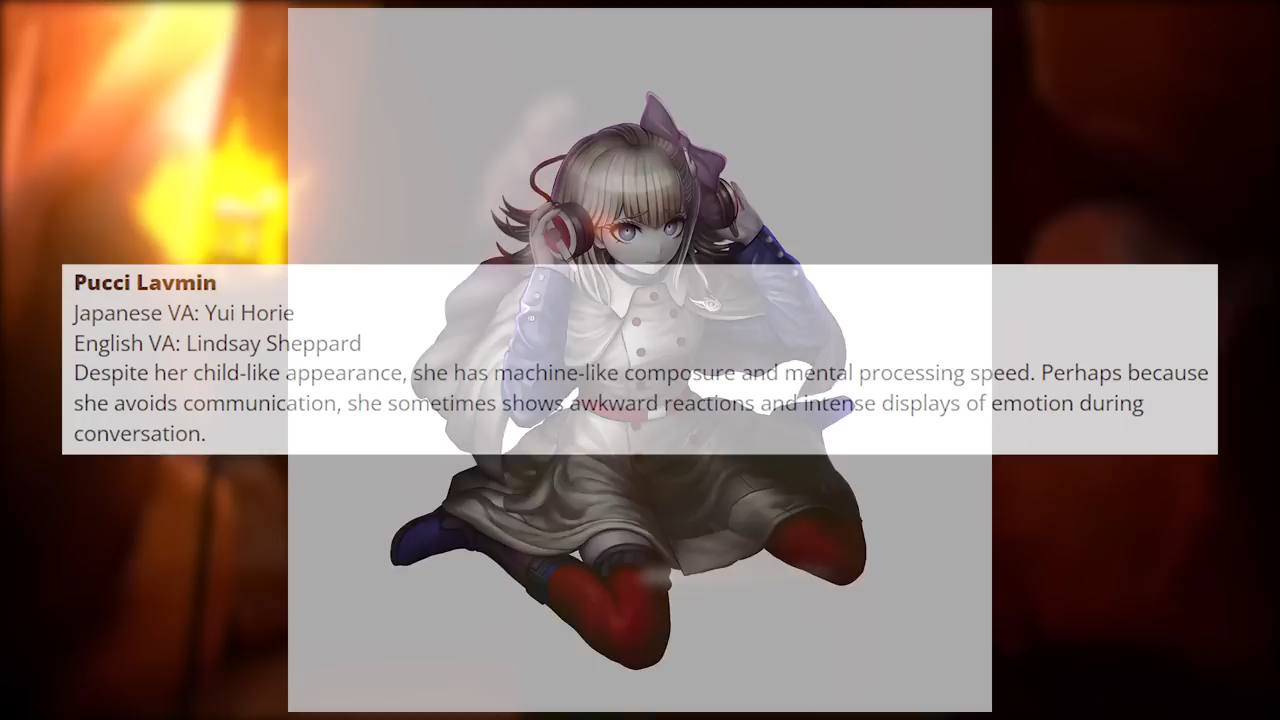 Pucci Lavmin
Japanese VA: Yui Horie
English VA: Lindsay Sheppard
Despite her child-like appearance, she has machine-like composure and mental processing speed. Perhaps because
she avoids communication, she sometimes shows awkward reactions and intense displays of emotion during
conversation.